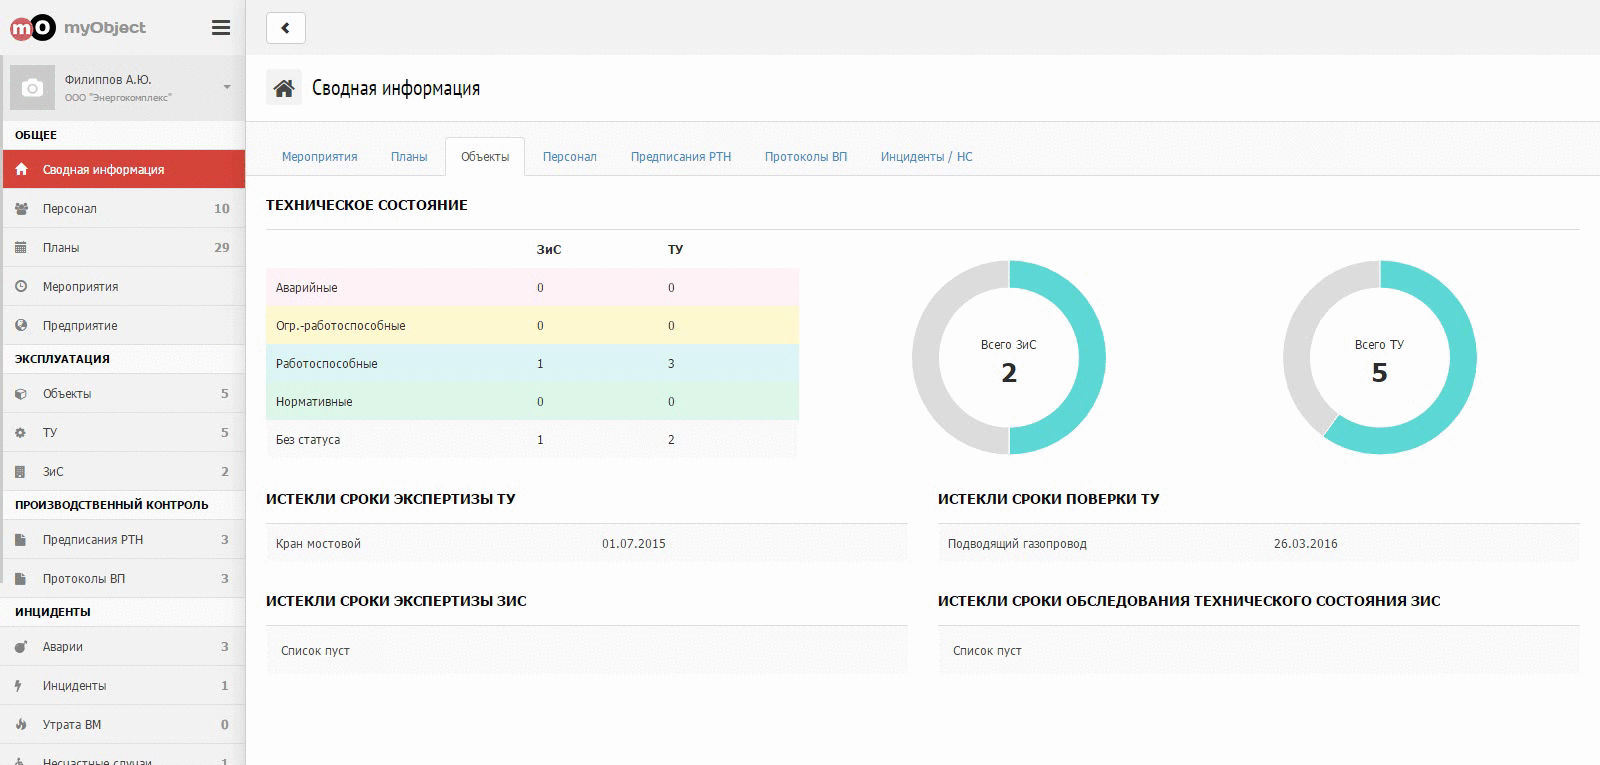 mO myObject
Филиппов А.Ю.
ООО "Энергокомплекс"
ОБЩЕЕ
Сводная информация
Персонал 10
Планы 29
Мероприятия
Предприятие
ЭКСПЛУАТАЦИЯ
Объекты 5
ТУ 5
ЗиС 2
ПРОИЗВОДСТВЕННЫЙ КОНТРОЛЬ
Предписания РТН 3
Протоколы ВП 3
ИНЦИДЕНТЫ
Аварии 3
Инциденты 1
Утрата ВМ 0
Несчастные случаи 1
Сводная информация
Мероприятия Планы Объекты Персонал Предписания РТН Протоколы ВП Инциденты / НС
ТЕХНИЧЕСКОЕ СОСТОЯНИЕ
ЗиС ТУ
Аварийные 0 0
Огр.-работоспособные 0 0
Работоспособные 1 3
Нормативные 0 0
Без статуса 1 2
Всего ЗиС
2
Всего ТУ
5
ИСТЕКЛИ СРОКИ ЭКСПЕРТИЗЫ ТУ
Кран мостовой 01.07.2015
ИСТЕКЛИ СРОКИ ПОВЕРКИ ТУ
Подводящий газопровод 26.03.2016
ИСТЕКЛИ СРОКИ ЭКСПЕРТИЗЫ ЗИС
Список пуст
ИСТЕКЛИ СРОКИ ОБСЛЕДОВАНИЯ ТЕХНИЧЕСКОГО СОСТОЯНИЯ ЗИС
Список пуст